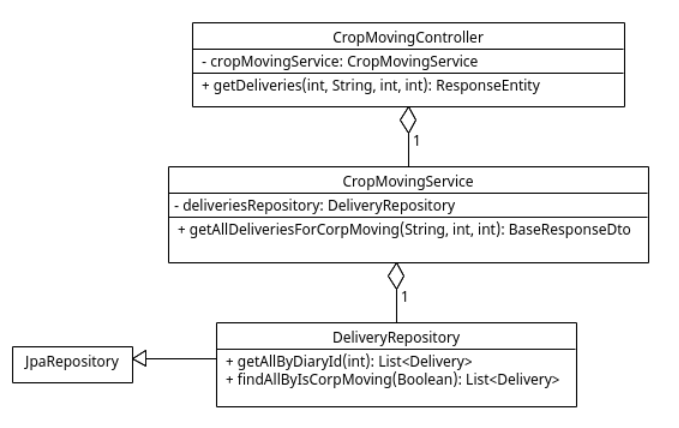 CropMovingController
- cropMovingService: CropMovingService
+ getDeliveries(int, String, int, int): ResponseEntity
1
CropMovingService
- deliveriesRepository: DeliveryRepository
+ getAllDeliveriesForCorpMoving(String, int, int): BaseResponseDto
1
DeliveryRepository
JpaRepository
+ getAllByDiaryId(int): List<Delivery>
+ findAllByIsCorpMoving(Boolean): List<Delivery>